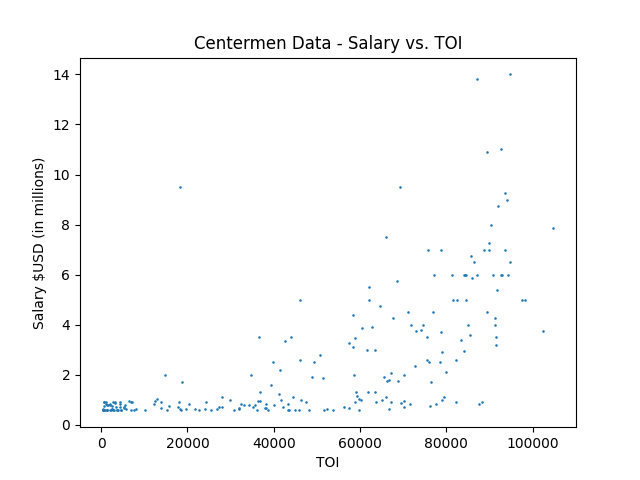 Centermen Data - Salary vs. TOI
Salary $USD (in millions)
14
12
10
8
6
4
2
0
0 20000 40000 60000 80000 100000
TOI